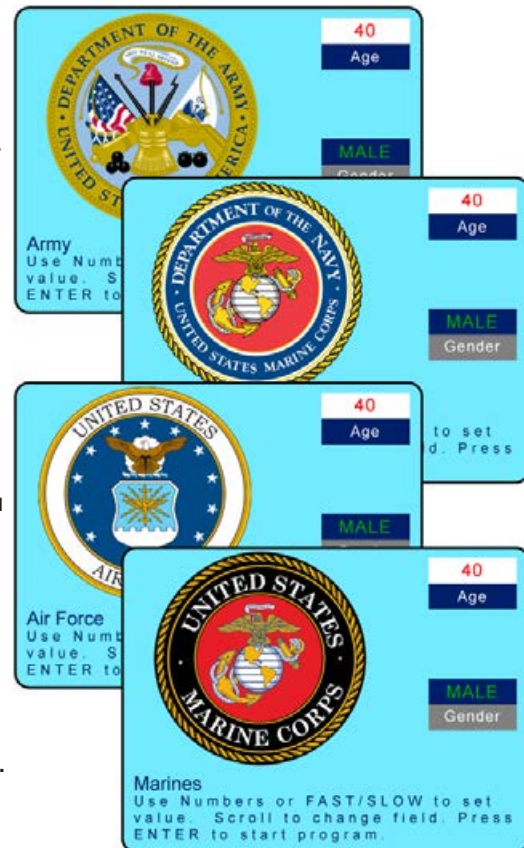 DEPARTMENT OF THE ARMY
UNITED ST
ERICA
40
Age
MALE
Army
Use Numb
value. S
ENTER to
DEPARTMENT OF THE NAVY
UNITED STATES MARINE CORPS
40
Age
MALE
Gender
to set
d. Press
UNITED STATES
AIR
40
Age
MALE
Air Force
Use Numb
value. S
ENTER to
UNITED STATES
MARINE CORPS
40
Age
MALE
Gender
Marines
Use Numbers or FAST/SLOW to set
value. Scroll to change field. Press
ENTER to start program.